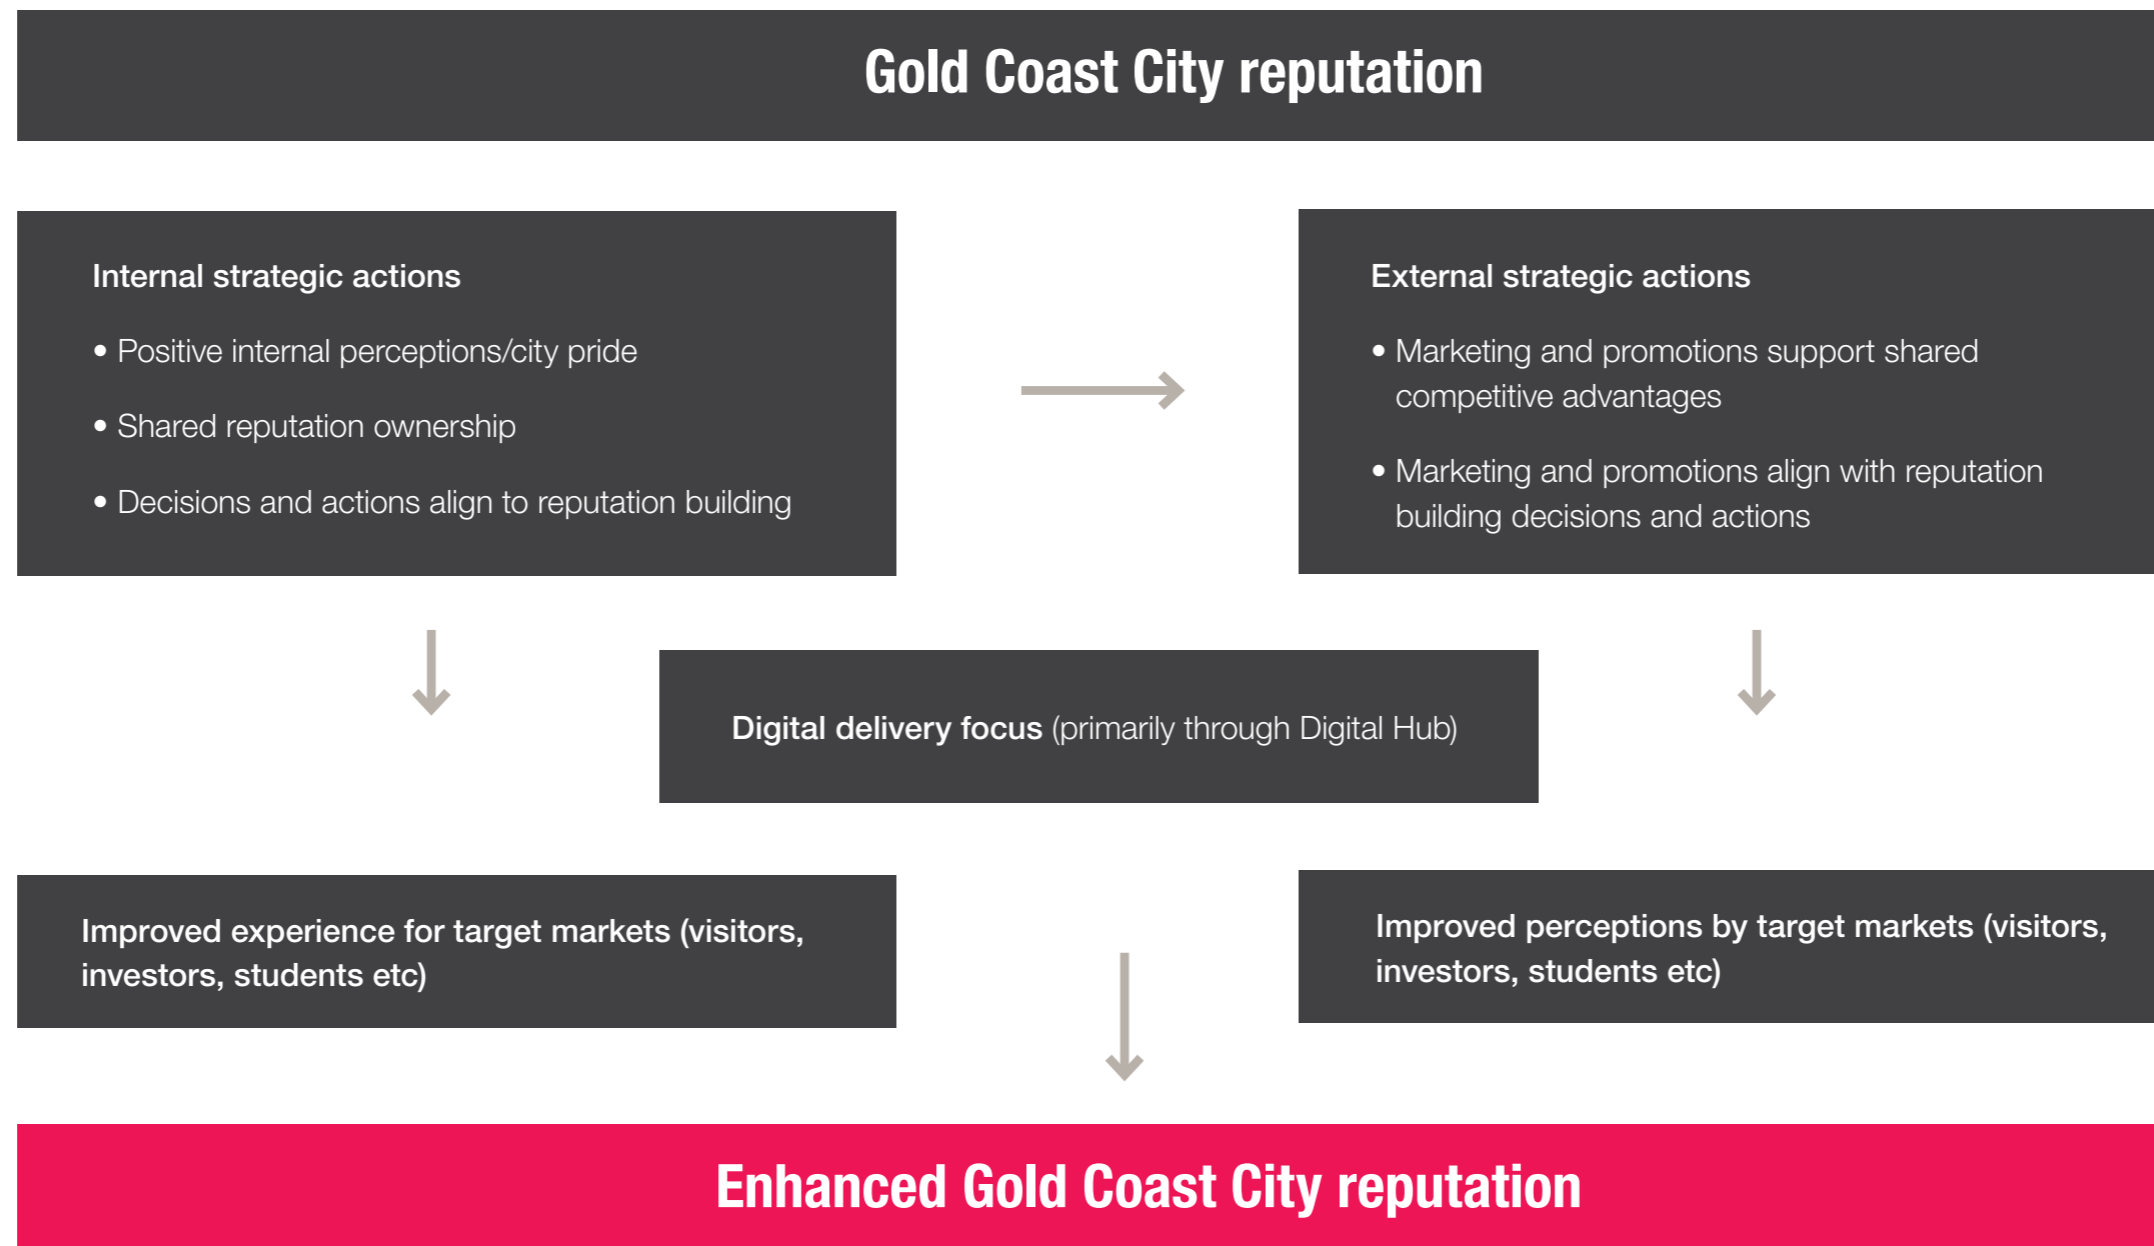 Gold Coast City reputation
Internal strategic actions
• Positive internal perceptions/city pride
• Shared reputation ownership
• Decisions and actions align to reputation building
External strategic actions
• Marketing and promotions support shared
competitive advantages
• Marketing and promotions align with reputation
building decisions and actions
Digital delivery focus (primarily through Digital Hub)
Improved experience for target markets (visitors,
investors, students etc)
Improved perceptions by target markets (visitors,
investors, students etc)
Enhanced Gold Coast City reputation